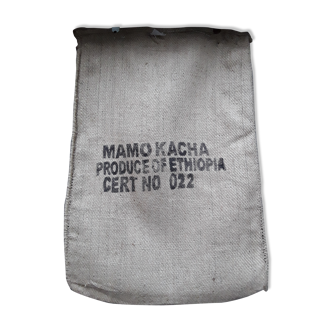 MAMO KACHA
PRODUCE OF ETHIOPIA
CERT NO 022